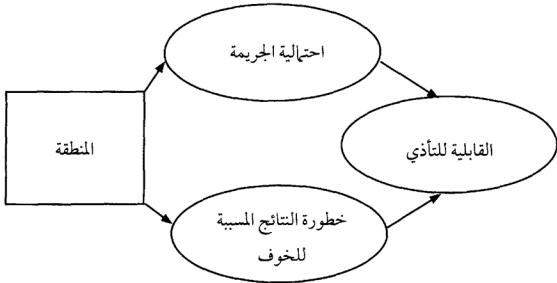 احتمالية الجريمة
المنطقة
القابلية للتأذي
خطورة النتائج المسببة
للخوف